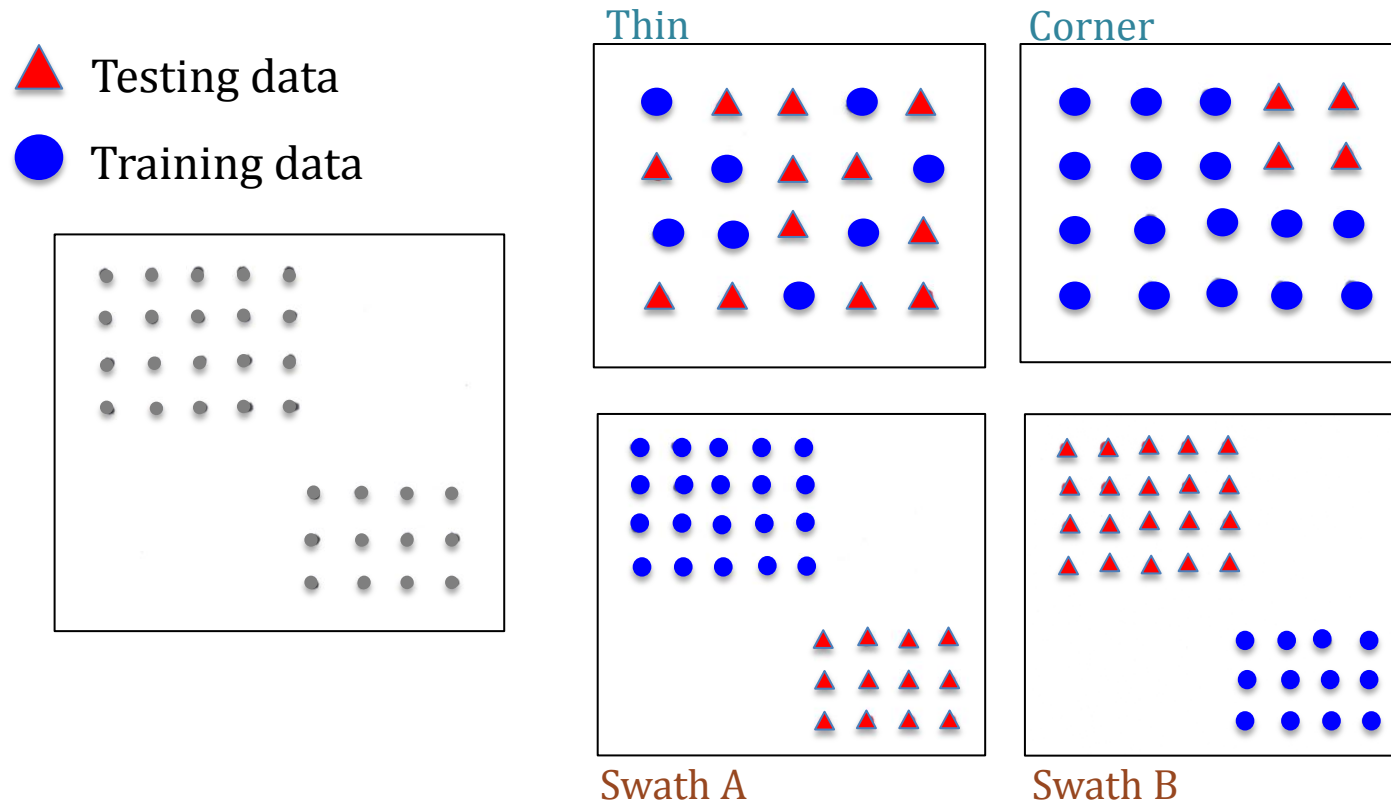 Testing data
Training data
Thin
Corner
Swath A
Swath B